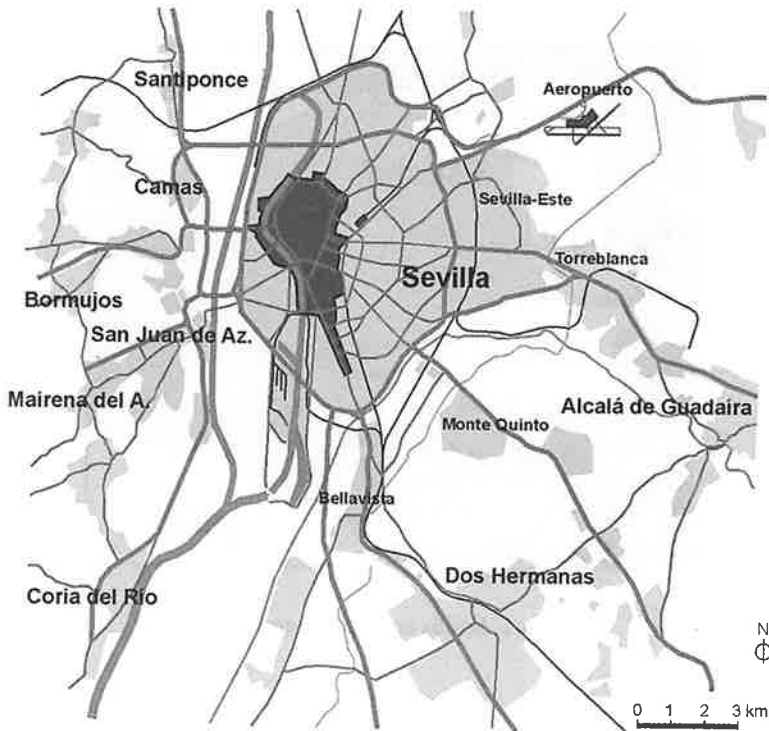 Santiponce
Aeropuerto
Camas
Sevilla-Este
Torreblanca
Sevilla
Bormujos
San Juan de Az.
Mairena del A.
Alcalá de Guadaira
Monte Quinto
Bellavista
Dos Hermanas
Coria del Río
N
0 1 2 3 km